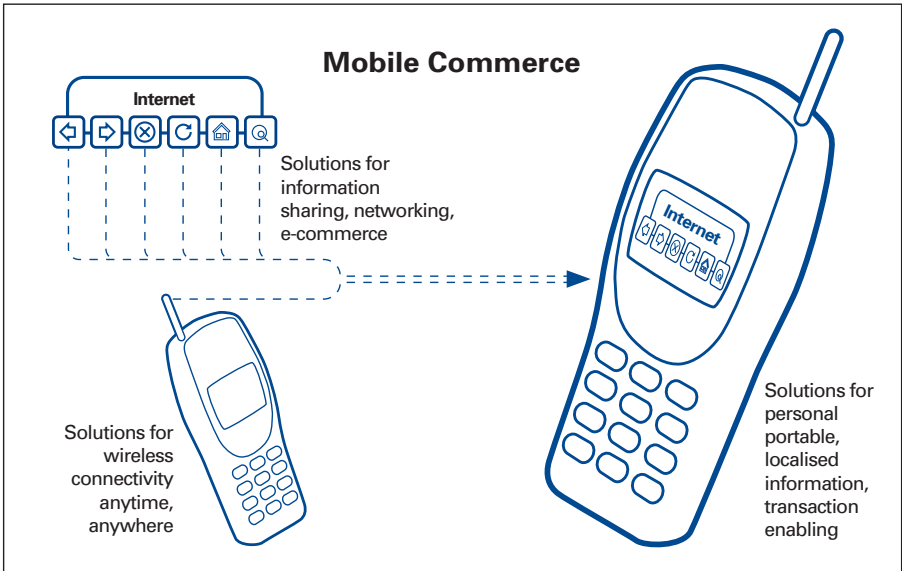 Mobile Commerce
Internet
Solutions for
information
sharing, networking,
e-commerce
Internet
Solutions for
wireless
connectivity
anytime,
anywhere
Solutions for
personal
portable,
localised
information,
transaction
enabling